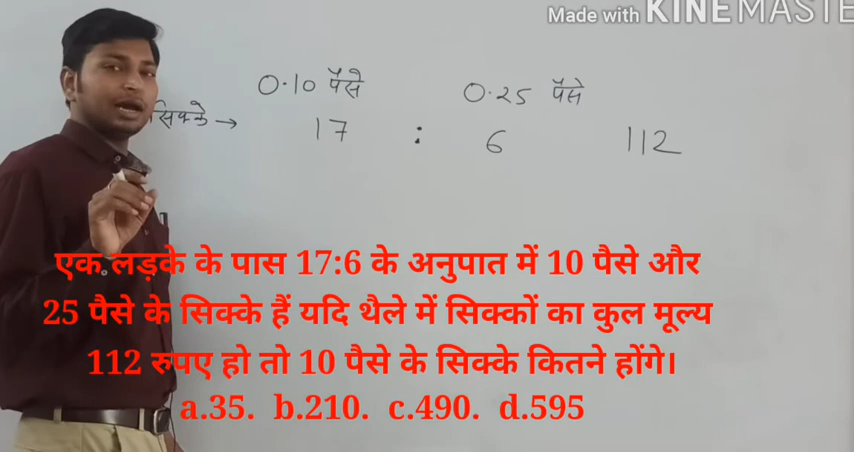 Made with KINEMASTE
0.10 पैसे 0.25 पैसे
सिक्के → 17 : 6 112
एक लड़के के पास 17:6 के अनुपात में 10 पैसे और
25 पैसे के सिक्के हैं यदि थैले में सिक्कों का कुल मूल्य
112 रुपए हो तो 10 पैसे के सिक्के कितने होंगे।
a.35. b.210. c.490. d.595